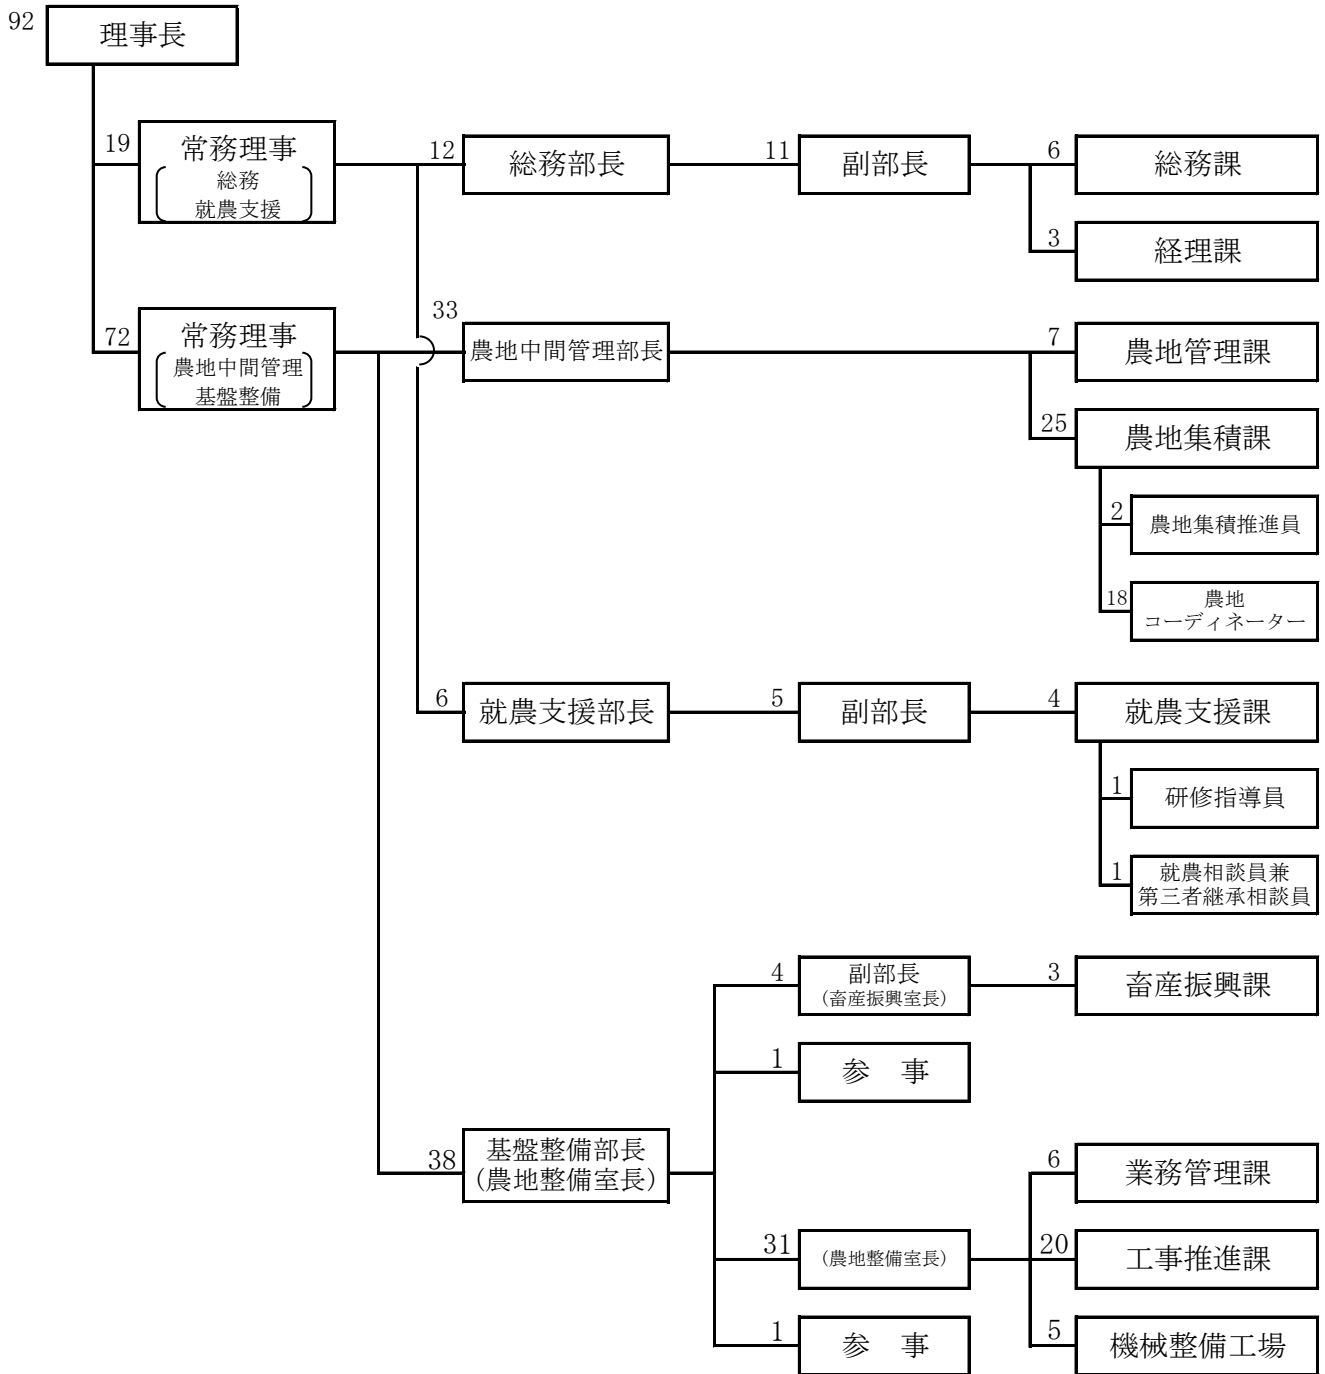 92
理事長
19
常務理事
総務
就農支援
12
総務部長
11
副部長
6
総務課
3
経理課
72
常務理事
農地中間管理
基盤整備
33
農地中間管理部長
7
農地管理課
25
農地集積課
2
農地集積推進員
18
農地
コーディネーター
6
就農支援部長
5
副部長
4
就農支援課
1
研修指導員
1
就農相談員兼
第三者継承相談員
38
基盤整備部長
(農地整備室長)
4
副部長
(畜産振興室長)
3
畜産振興課
1
参　事
31
(農地整備室長)
6
業務管理課
20
工事推進課
5
機械整備工場
1
参　事